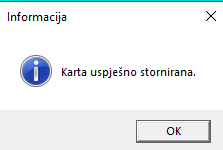 Informacija
Karta uspješno stornirana.
OK